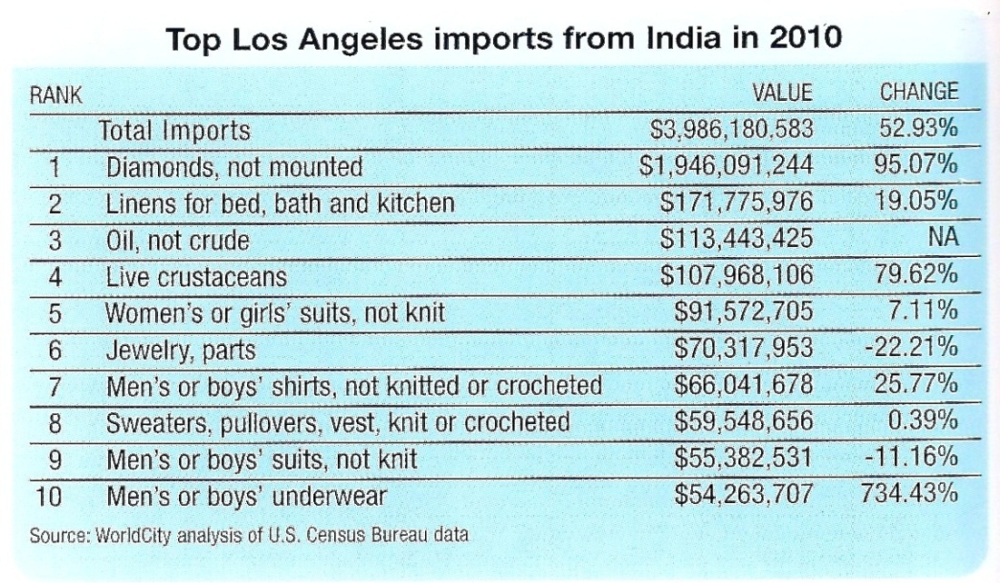 Top Los Angeles imports from India in 2010
RANK VALUE CHANGE
Total Imports $3,986,180,583 52.93%
1 Diamonds, not mounted $1,946,091,244 95.07%
2 Linens for bed, bath and kitchen $171,775,976 19.05%
3 Oil, not crude $113,443,425 NA
4 Live crustaceans $107,968,106 79.62%
5 Women's or girls' suits, not knit $91,572,705 7.11%
6 Jewelry, parts $70,317,953 -22.21%
7 Men's or boys' shirts, not knitted or crocheted $66,041,678 25.77%
8 Sweaters, pullovers, vest, knit or crocheted $59,548,656 0.39%
9 Men's or boys' suits, not knit $55,382,531 -11.16%
10 Men's or boys' underwear $54,263,707 734.43%
Source: WorldCity analysis of U.S. Census Bureau data